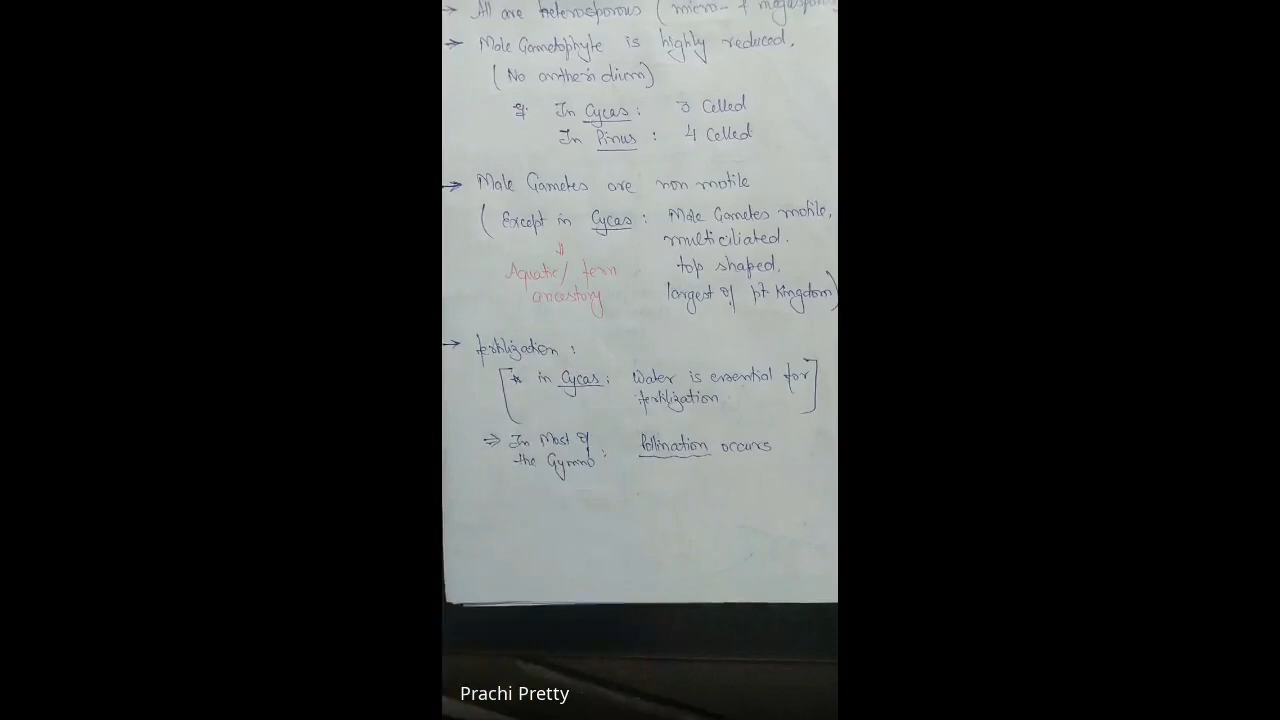 → All are heterosporous ( micro- & megaspor
→ Male Gametophyte is highly reduced.
( No antheridium)
eg. In Cycas : 3 Celled
In Pinus : 4 Celled
→ Male Gametes are non motile
( Except in Cycas : Male Gametes motile,
multiciliated.
⇓ top shaped.
Aquatic/ fern
ancestory largest of pt Kingdom)
→ fertilization :
[ * in Cycas : Water is essential for ]
fertilization
⇒ In Most of
the Gymno : Pollination occurs
Prachi Pretty